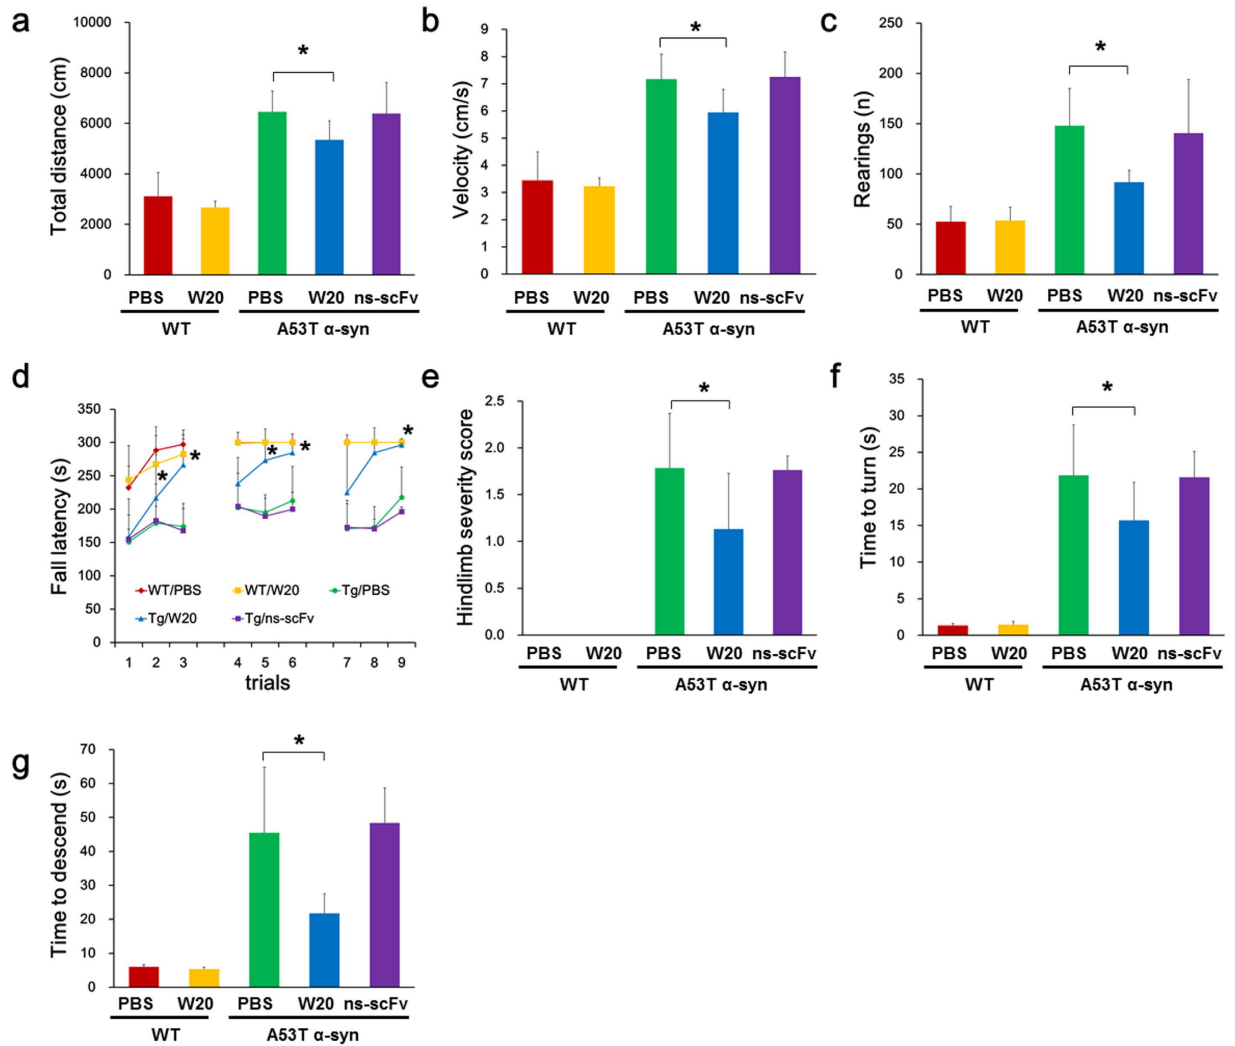 a
Total distance (cm)
10000
8000
6000
4000
2000
0
*
PBS W20 PBS W20 ns-scFv
WT A53T α-syn
b
Velocity (cm/s)
9
8
7
6
5
4
3
2
1
0
*
PBS W20 PBS W20 ns-scFv
WT A53T α-syn
c
Rearings (n)
250
200
150
100
50
0
*
PBS W20 PBS W20 ns-scFv
WT A53T α-syn
d
Fall latency (s)
350
300
250
200
150
100
50
0
* * * * *
WT/PBS WT/W20 Tg/PBS
Tg/W20 Tg/ns-scFv
1 2 3 4 5 6 7 8 9
trials
e
Hindlimb severity score
2.5
2.0
1.5
1.0
0.5
0.0
*
PBS W20 PBS W20 ns-scFv
WT A53T α-syn
f
Time to turn (s)
35
30
25
20
15
10
5
0
*
PBS W20 PBS W20 ns-scFv
WT A53T α-syn
g
Time to descend (s)
70
60
50
40
30
20
10
0
*
PBS W20 PBS W20 ns-scFv
WT A53T α-syn